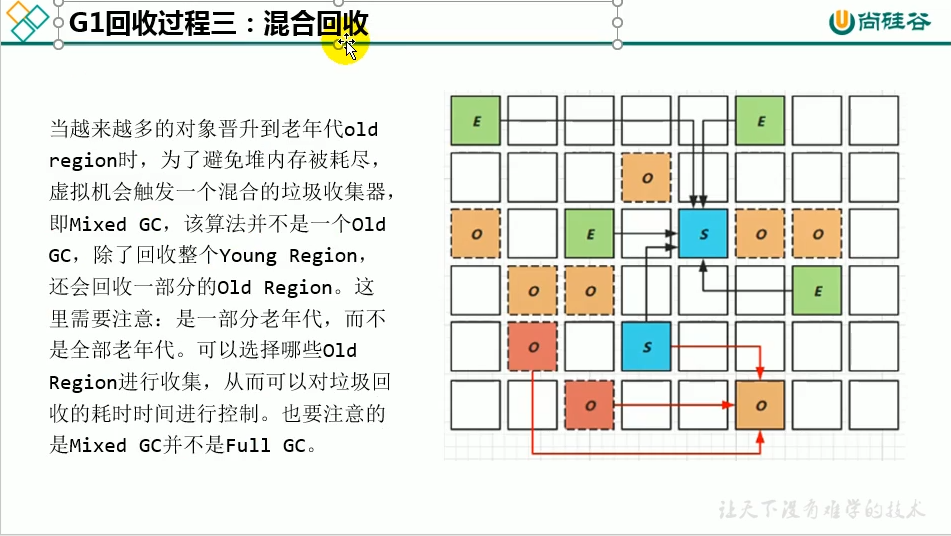 G1回收过程三：混合回收
尚硅谷
当越来越多的对象晋升到老年代old
region时，为了避免堆内存被耗尽，
虚拟机会触发一个混合的垃圾收集器，
即Mixed GC，该算法并不是一个Old
GC，除了回收整个Young Region，
还会回收一部分的Old Region。这
里需要注意：是一部分老年代，而不
是全部老年代。可以选择哪些Old
Region进行收集，从而可以对垃圾回
收的耗时时间进行控制。也要注意的
是Mixed GC并不是Full GC。
E E
O
O E S O O
O O E
O S
O O
让天下没有难学的技术